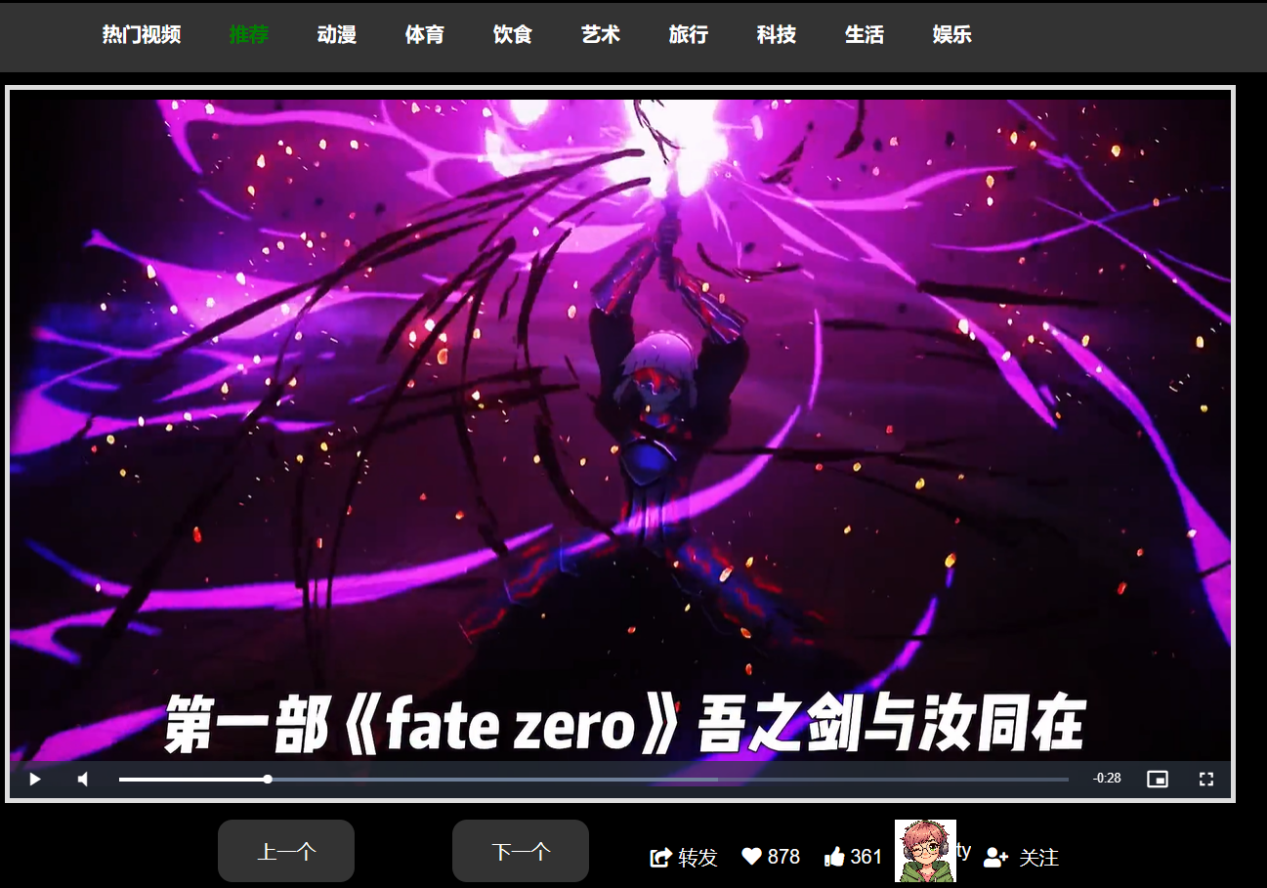 热门视频 推荐 动漫 体育 饮食 艺术 旅行 科技 生活 娱乐
第一部《fate zero》吾之剑与汝同在
-0:28
上一个 下一个 转发 878 361 ty 关注